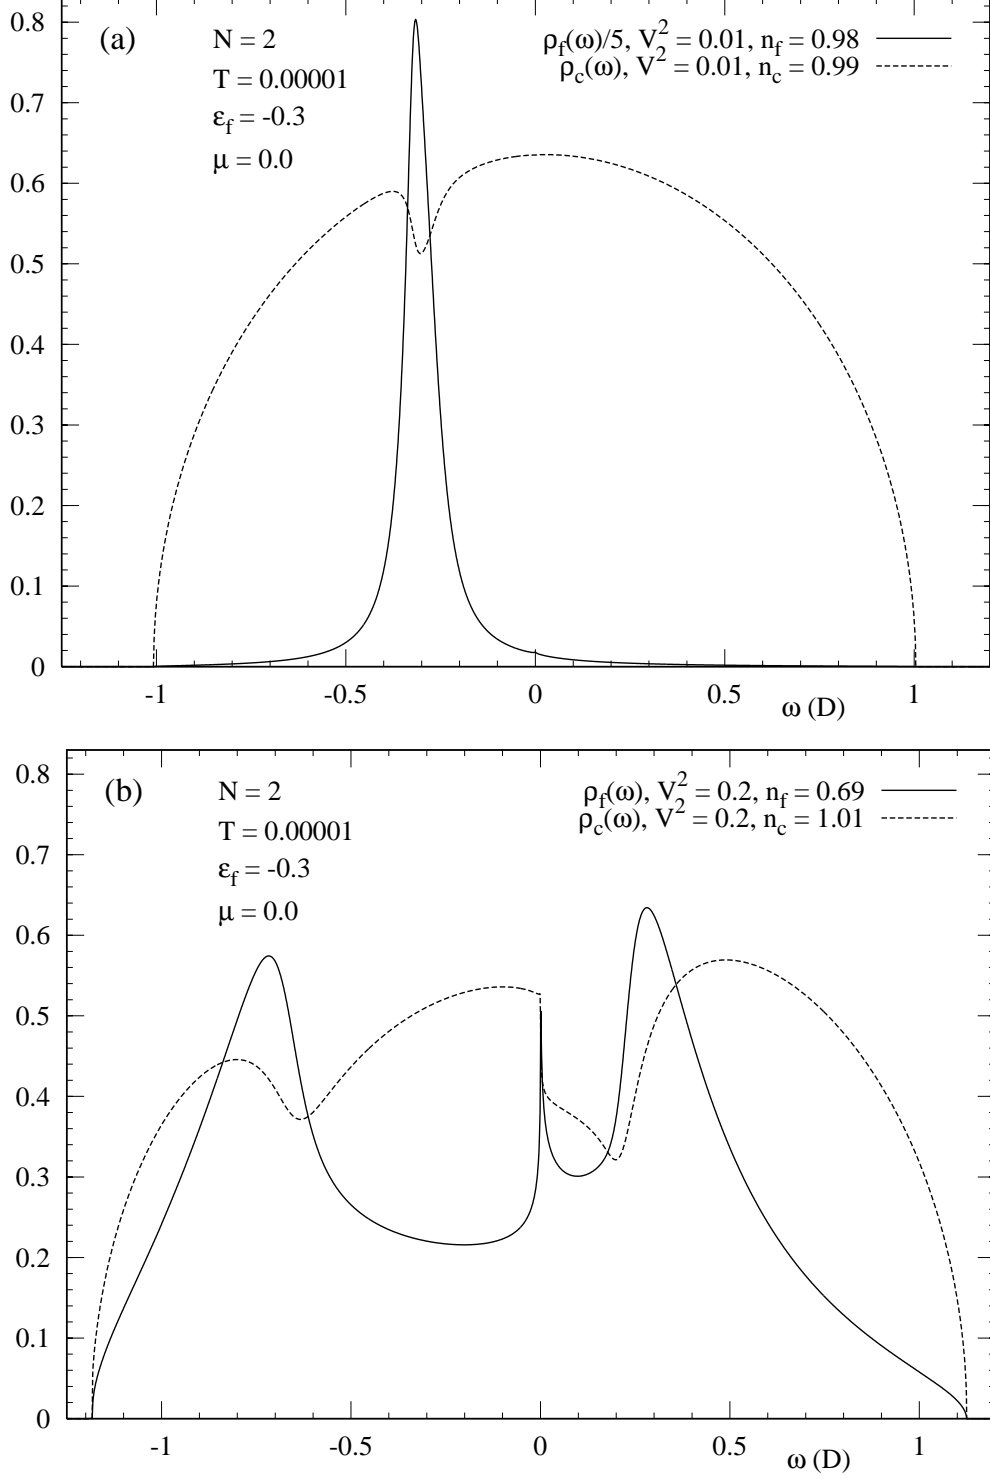 (a)
N = 2
T = 0.00001
ε_f = -0.3
μ = 0.0
ρ_f(ω)/5, V^2 = 0.01, n_f = 0.98
ρ_c(ω), V^2 = 0.01, n_c = 0.99
0.8
0.7
0.6
0.5
0.4
0.3
0.2
0.1
0
-1
-0.5
0
0.5
1
ω (D)
(b)
N = 2
T = 0.00001
ε_f = -0.3
μ = 0.0
ρ_f(ω), V^2 = 0.2, n_f = 0.69
ρ_c(ω), V^2 = 0.2, n_c = 1.01
0.8
0.7
0.6
0.5
0.4
0.3
0.2
0.1
0
-1
-0.5
0
0.5
1
ω (D)